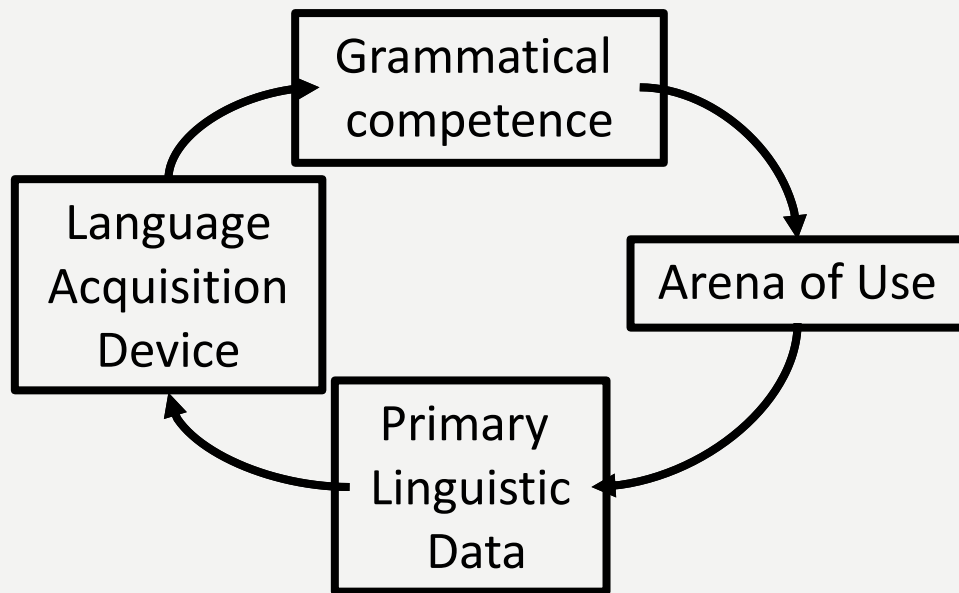 Grammatical
competence
Language
Acquisition
Device
Arena of Use
Primary
Linguistic
Data